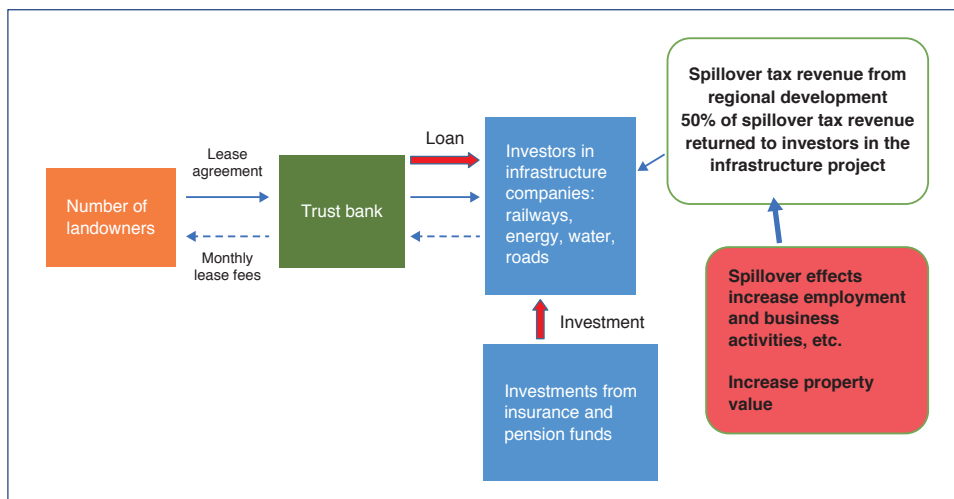 Spillover tax revenue from
regional development
50% of spillover tax revenue
returned to investors in the
infrastructure project
Loan
Lease
agreement
Investors in
infrastructure
companies:
railways,
energy, water,
roads
Number of
landowners
Trust bank
Monthly
lease fees
Spillover effects
increase employment
and business
activities, etc.
Increase property
value
Investment
Investments from
insurance and
pension funds